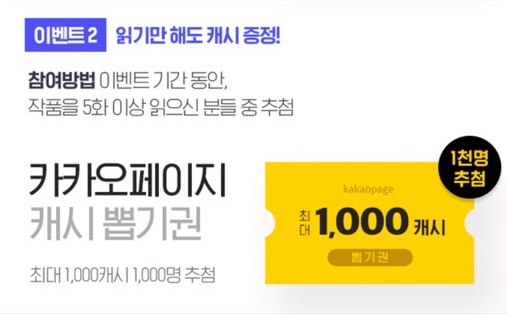 이벤트 2 읽기만 해도 캐시 증정!
참여방법 이벤트 기간 동안,
작품을 5화 이상 읽으신 분들 중 추첨
카카오페이지
캐시 뽑기권
최대 1,000캐시 1,000명 추첨
1천명
추첨
kakaopage
최대 1,000 캐시
뽑기권